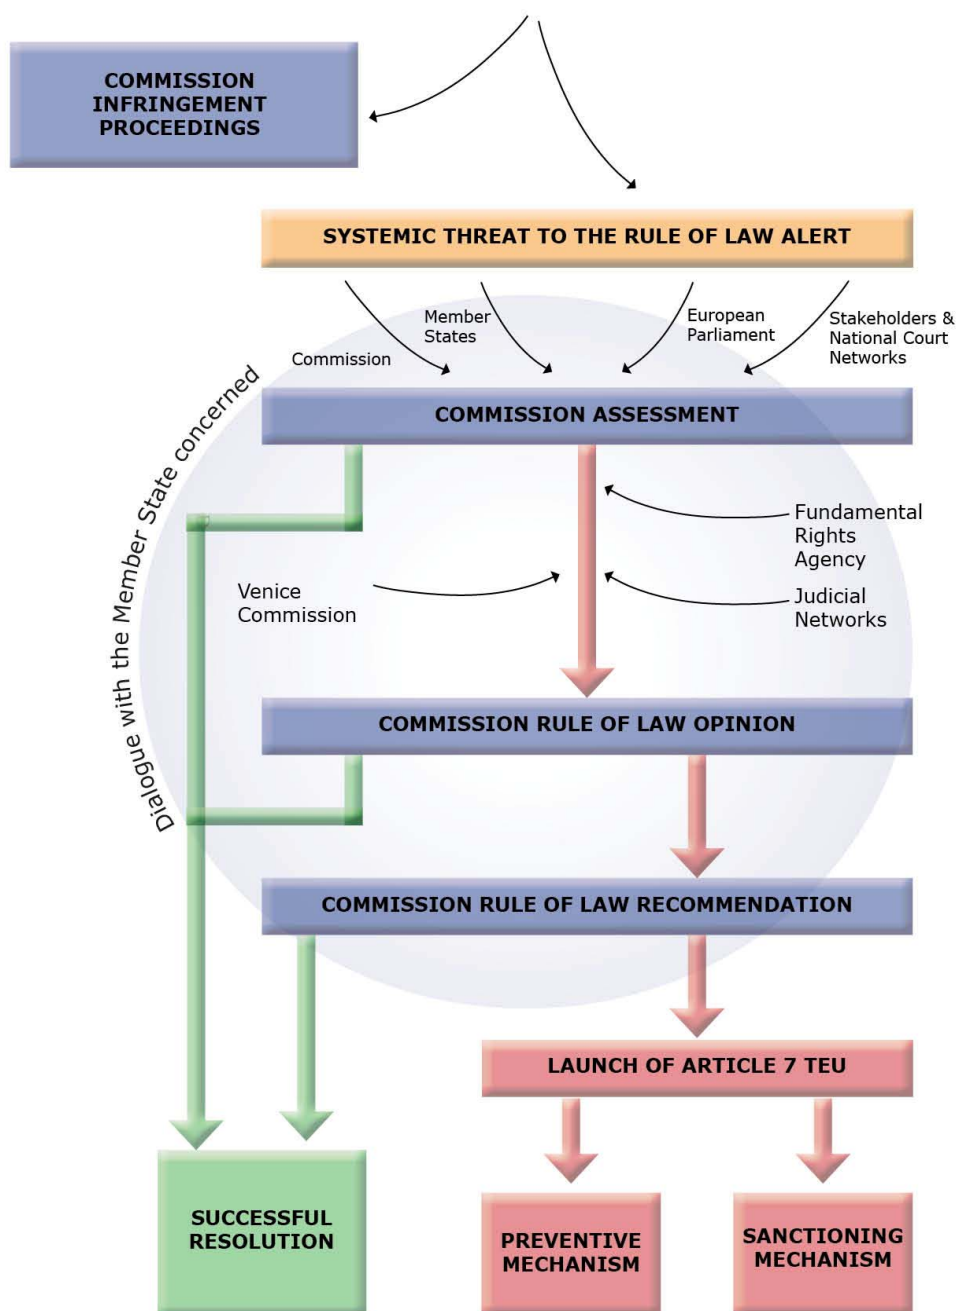 COMMISSION
INFRINGEMENT
PROCEEDINGS
SYSTEMIC THREAT TO THE RULE OF LAW ALERT
Commission
Member
States
European
Parliament
Stakeholders &
National Court
Networks
Dialogue with the Member State concerned
COMMISSION ASSESSMENT
Fundamental
Rights
Agency
Venice
Commission
Judicial
Networks
COMMISSION RULE OF LAW OPINION
COMMISSION RULE OF LAW RECOMMENDATION
LAUNCH OF ARTICLE 7 TEU
SUCCESSFUL
RESOLUTION
PREVENTIVE
MECHANISM
SANCTIONING
MECHANISM